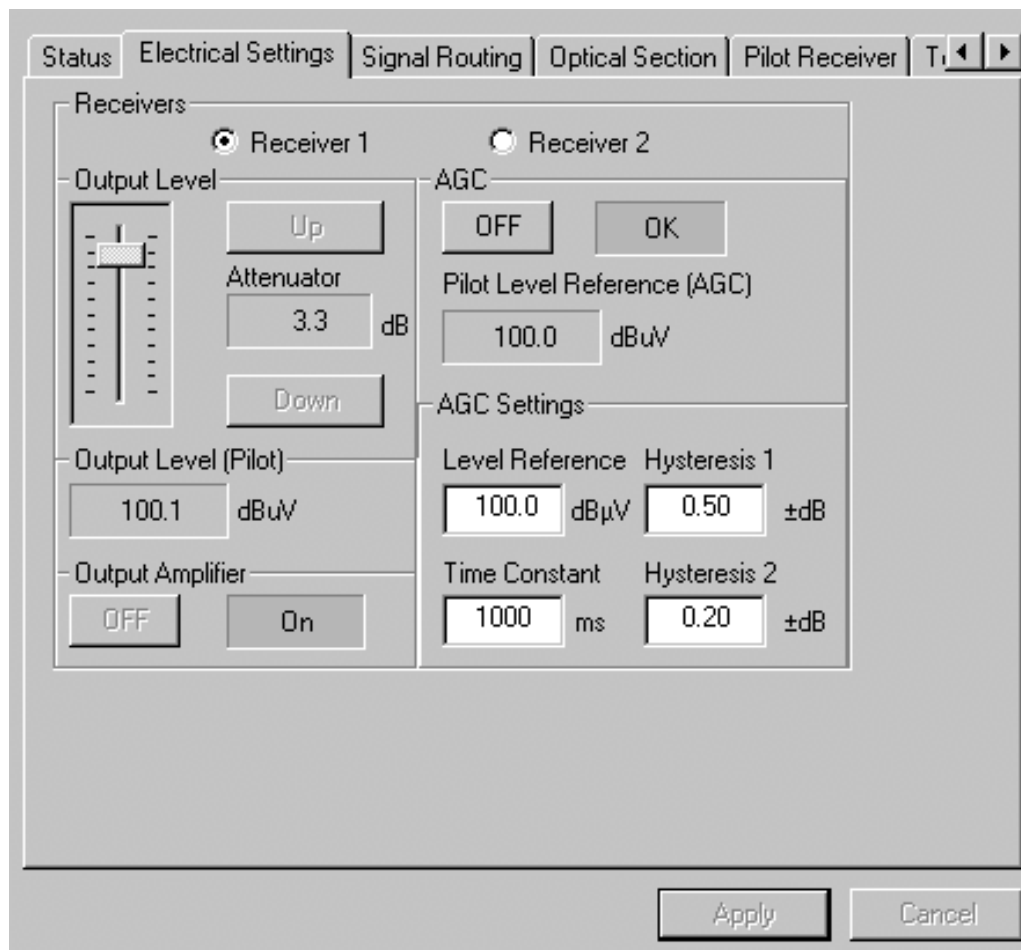 Status Electrical Settings Signal Routing Optical Section Pilot Receiver
Receivers
Receiver 1 Receiver 2
Output Level
Up
Attenuator
3.3 dB
Down
AGC
OFF OK
Pilot Level Reference (AGC)
100.0 dBuV
Output Level (Pilot)
100.1 dBuV
Output Amplifier
OFF On
AGC Settings
Level Reference Hysteresis 1
100.0 dBµV 0.50 ±dB
Time Constant Hysteresis 2
1000 ms 0.20 ±dB
Apply Cancel